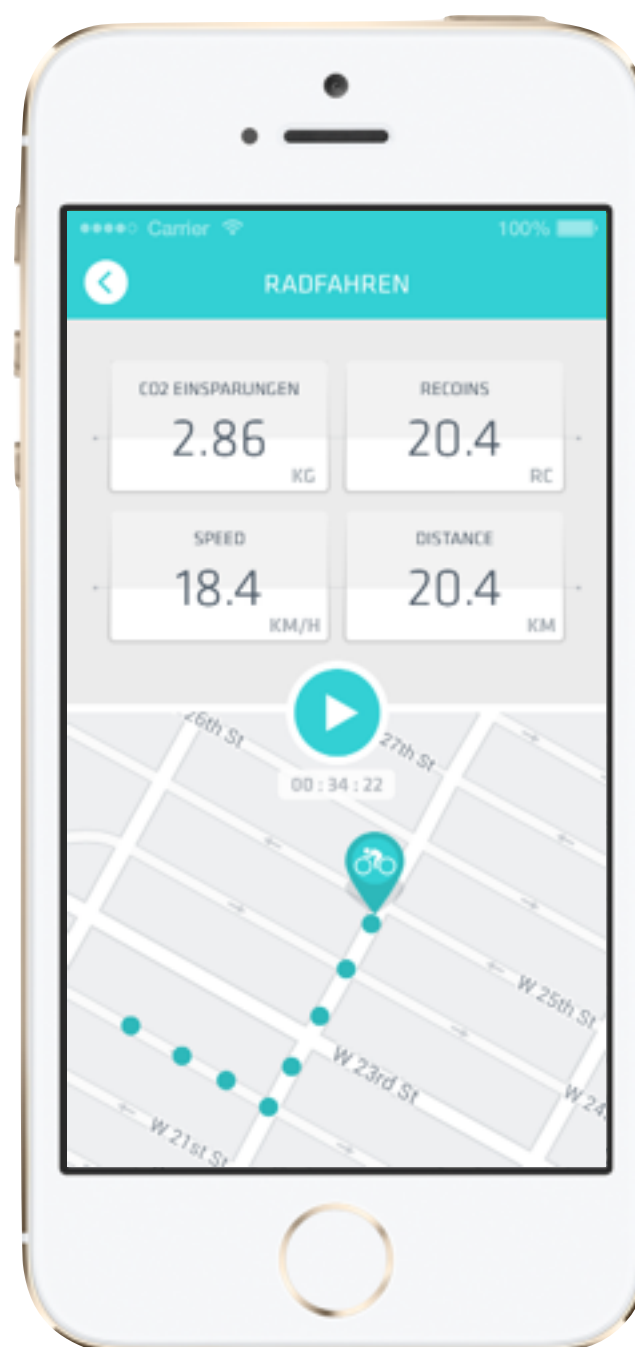 Carrier 100%
RADFAHREN
CO2 EINSPARUNGEN
2.86
KG
RECOINS
20.4
RC
SPEED
18.4
KM/H
DISTANCE
20.4
KM
26th St
27th St
00 : 34 : 22
W 25th St
W 23rd St
W 24
W 21st St